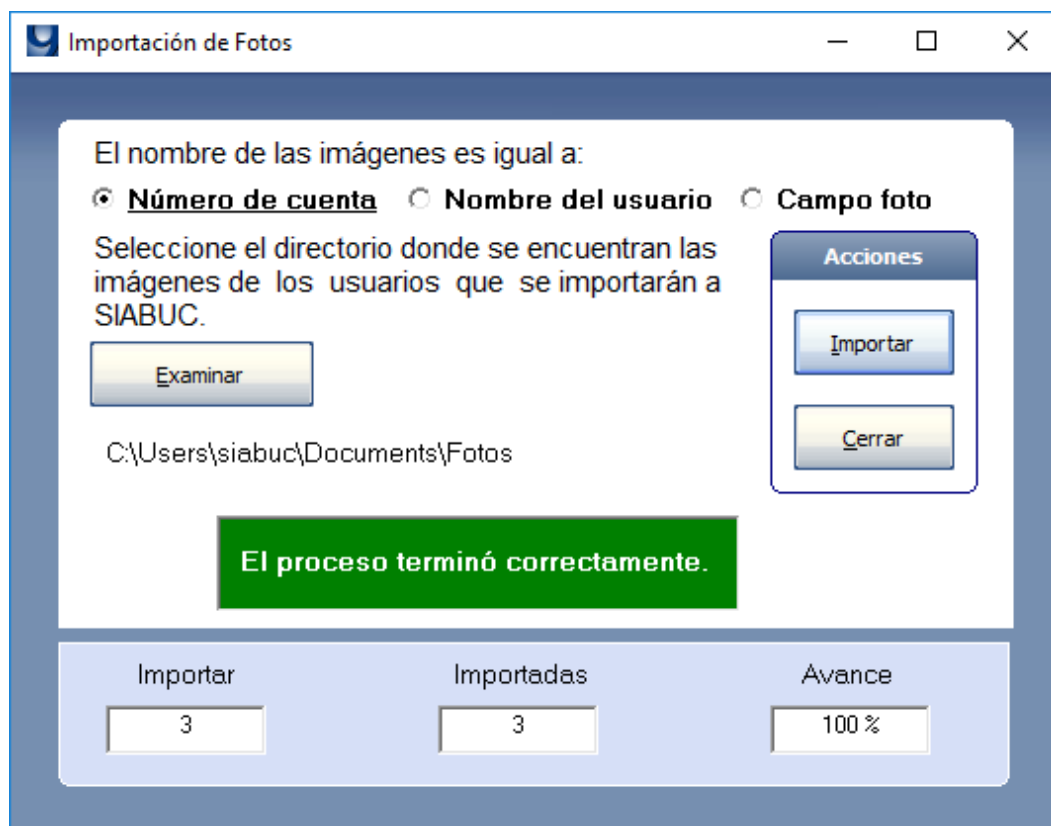 Importación de Fotos
El nombre de las imágenes es igual a:
Número de cuenta Nombre del usuario Campo foto
Seleccione el directorio donde se encuentran las
imágenes de los usuarios que se importarán a
SIABUC.
Acciones
Importar
Examinar
Cerrar
C:\Users\siabuc\Documents\Fotos
El proceso terminó correctamente.
Importar Importadas Avance
3 3 100 %